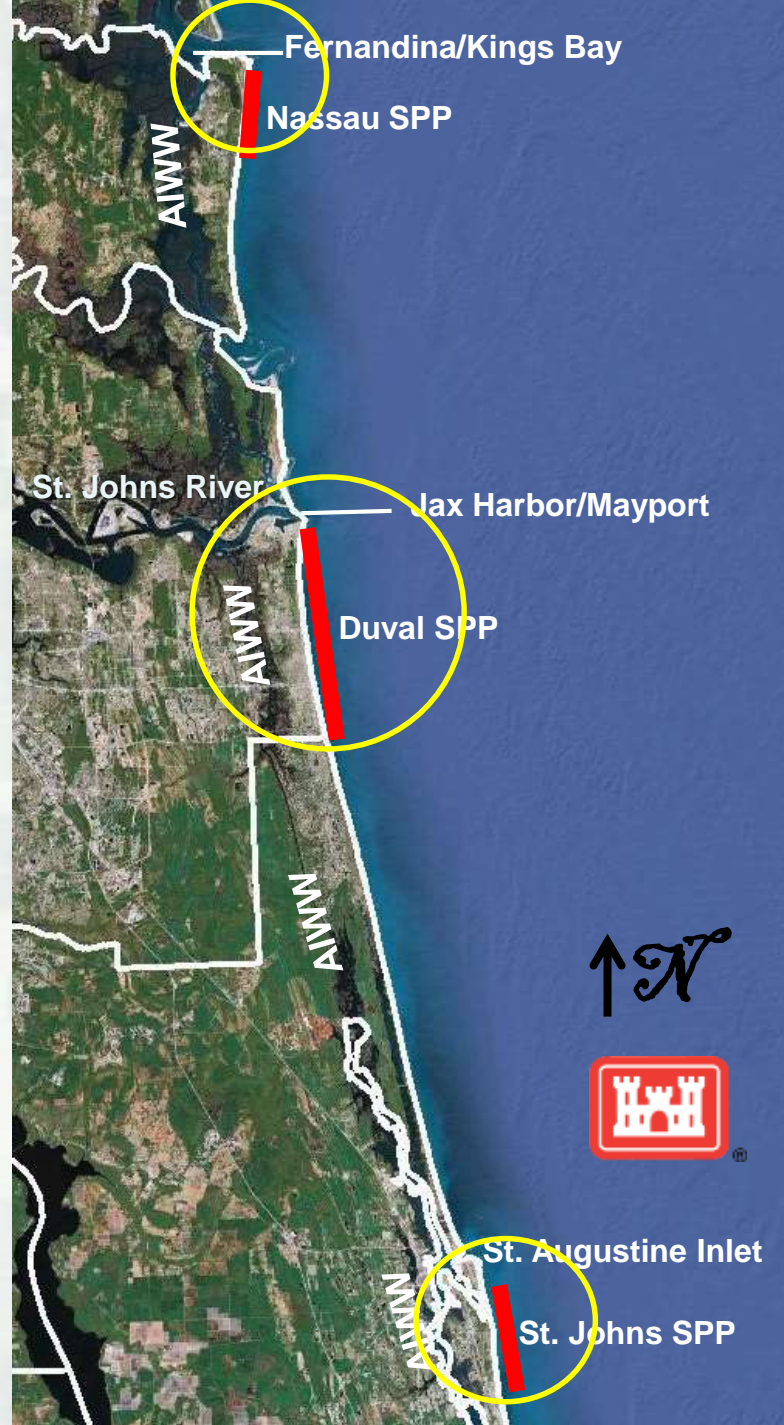 Fernandina/Kings Bay
Nassau SPP
AIWW
St. Johns River
Jax Harbor/Mayport
AIWW
Duval SPP
AIWW
N
®
St. Augustine Inlet
AIWW
St. Johns SPP